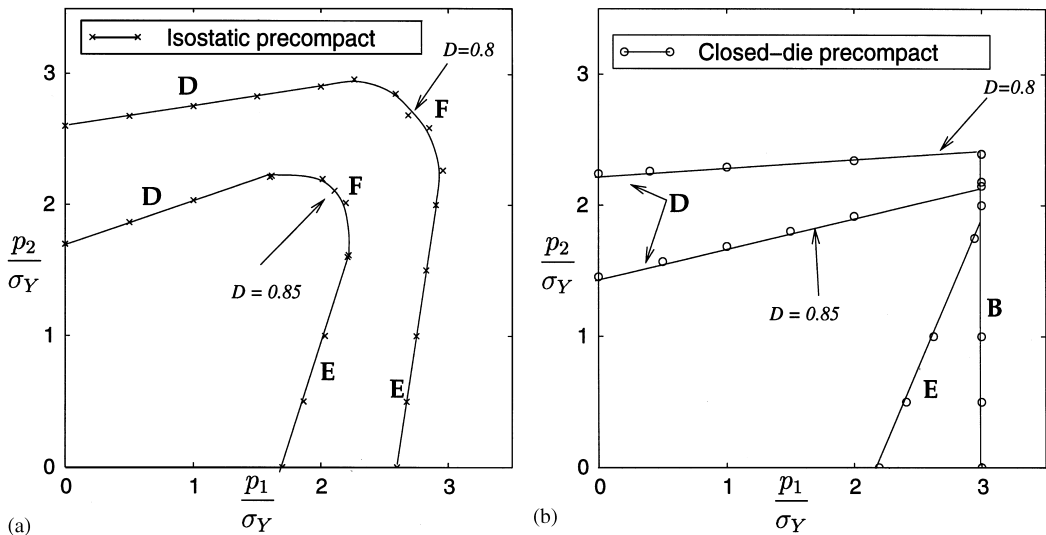 Isostatic precompact
D=0.8
3
D
F
2
D
F
p2
σY
D = 0.85
1
E
E
0
0
1
2
3
p1
σY
(a)
Closed–die precompact
3
D=0.8
2
D
p2
σY
D = 0.85
1
B
E
0
0
1
2
3
p1
σY
(b)